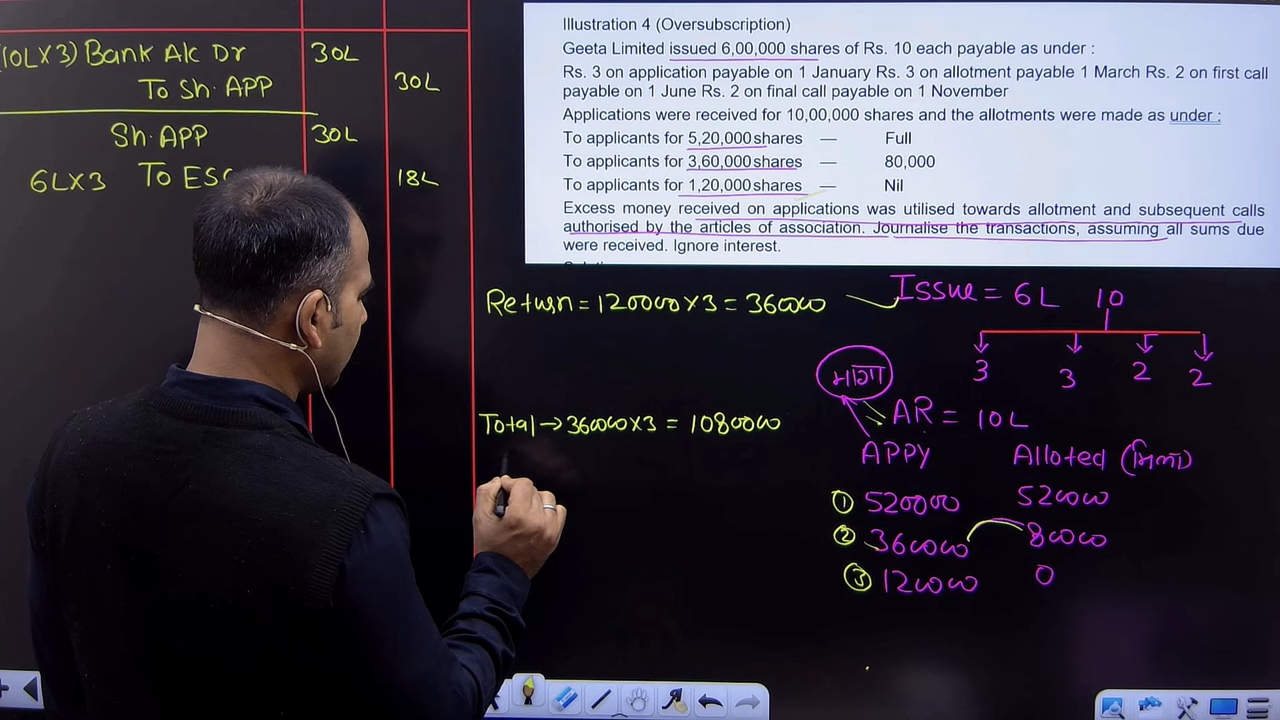 (10LX3) Bank A/c Dr 30L
To Sh. APP 30L
Sh. APP 30L
6LX3 To ESC 18L
Illustration 4 (Oversubscription)
Geeta Limited issued 6,00,000 shares of Rs. 10 each payable as under :
Rs. 3 on application payable on 1 January Rs. 3 on allotment payable 1 March Rs. 2 on first call
payable on 1 June Rs. 2 on final call payable on 1 November
Applications were received for 10,00,000 shares and the allotments were made as under :
To applicants for 5,20,000 shares — Full
To applicants for 3,60,000 shares — 80,000
To applicants for 1,20,000 shares — Nil
Excess money received on applications was utilised towards allotment and subsequent calls
authorised by the articles of association. Journalise the transactions, assuming all sums due
were received. Ignore interest.
Return = 120000 X 3 = 360000
Issue = 6L 10
3 3 2 2
मांगा
AR = 10L
Total → 360000 X 3 = 1080000
APPY Alloted (मिला)
① 520000 520000
② 360000 80000
③ 120000 0